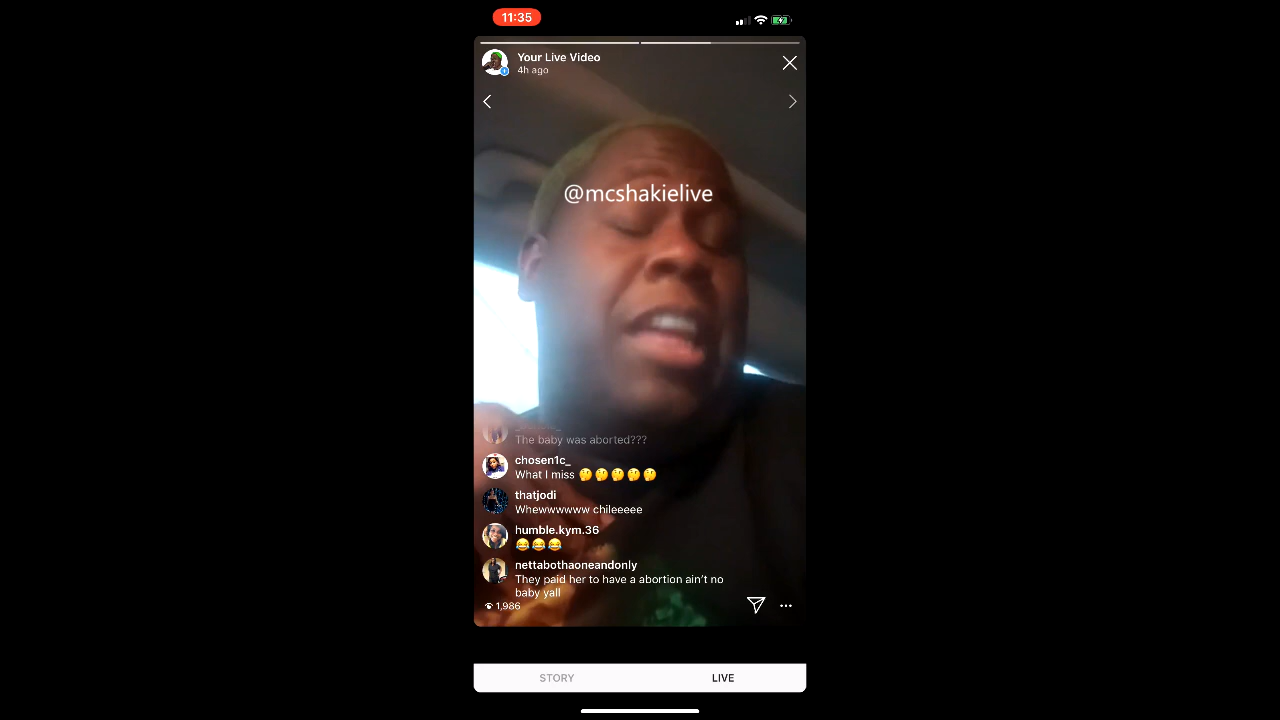 11:35
Your Live Video
4h ago
@mcshakielive
The baby was aborted???
chosen1c_
What I miss 🤔🤔🤔🤔🤔
thatjodi
Whewwwwww chileeeee
humble.kym.36
😂😂😂
nettabothaoneandonly
They paid her to have a abortion ain't no
baby yall
1,986
STORY
LIVE